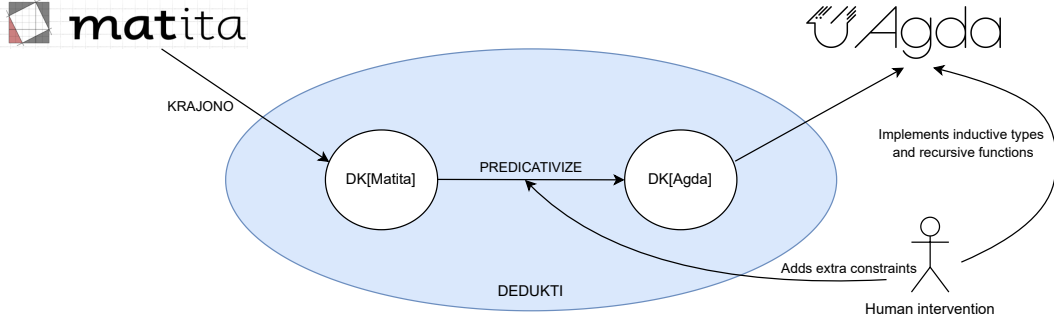 matita
Agda
KRAJONO
Implements inductive types
and recursive functions
PREDICATIVIZE
DK[Matita]
DK[Agda]
Adds extra constraints
DEDUKTI
Human intervention